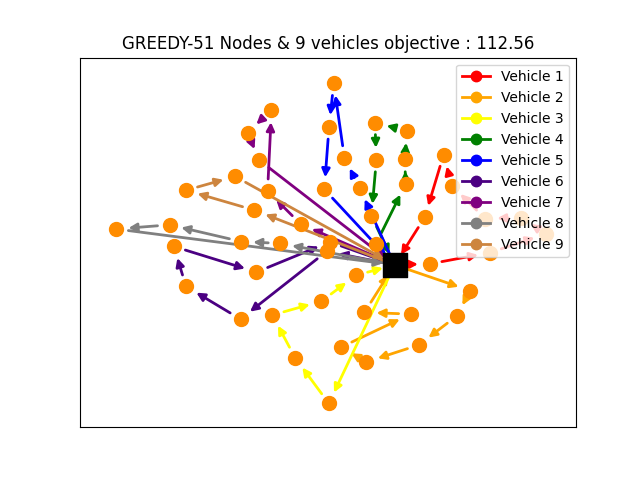 GREEDY-51 Nodes & 9 vehicles objective : 112.56
Vehicle 1
Vehicle 2
Vehicle 3
Vehicle 4
Vehicle 5
Vehicle 6
Vehicle 7
Vehicle 8
Vehicle 9